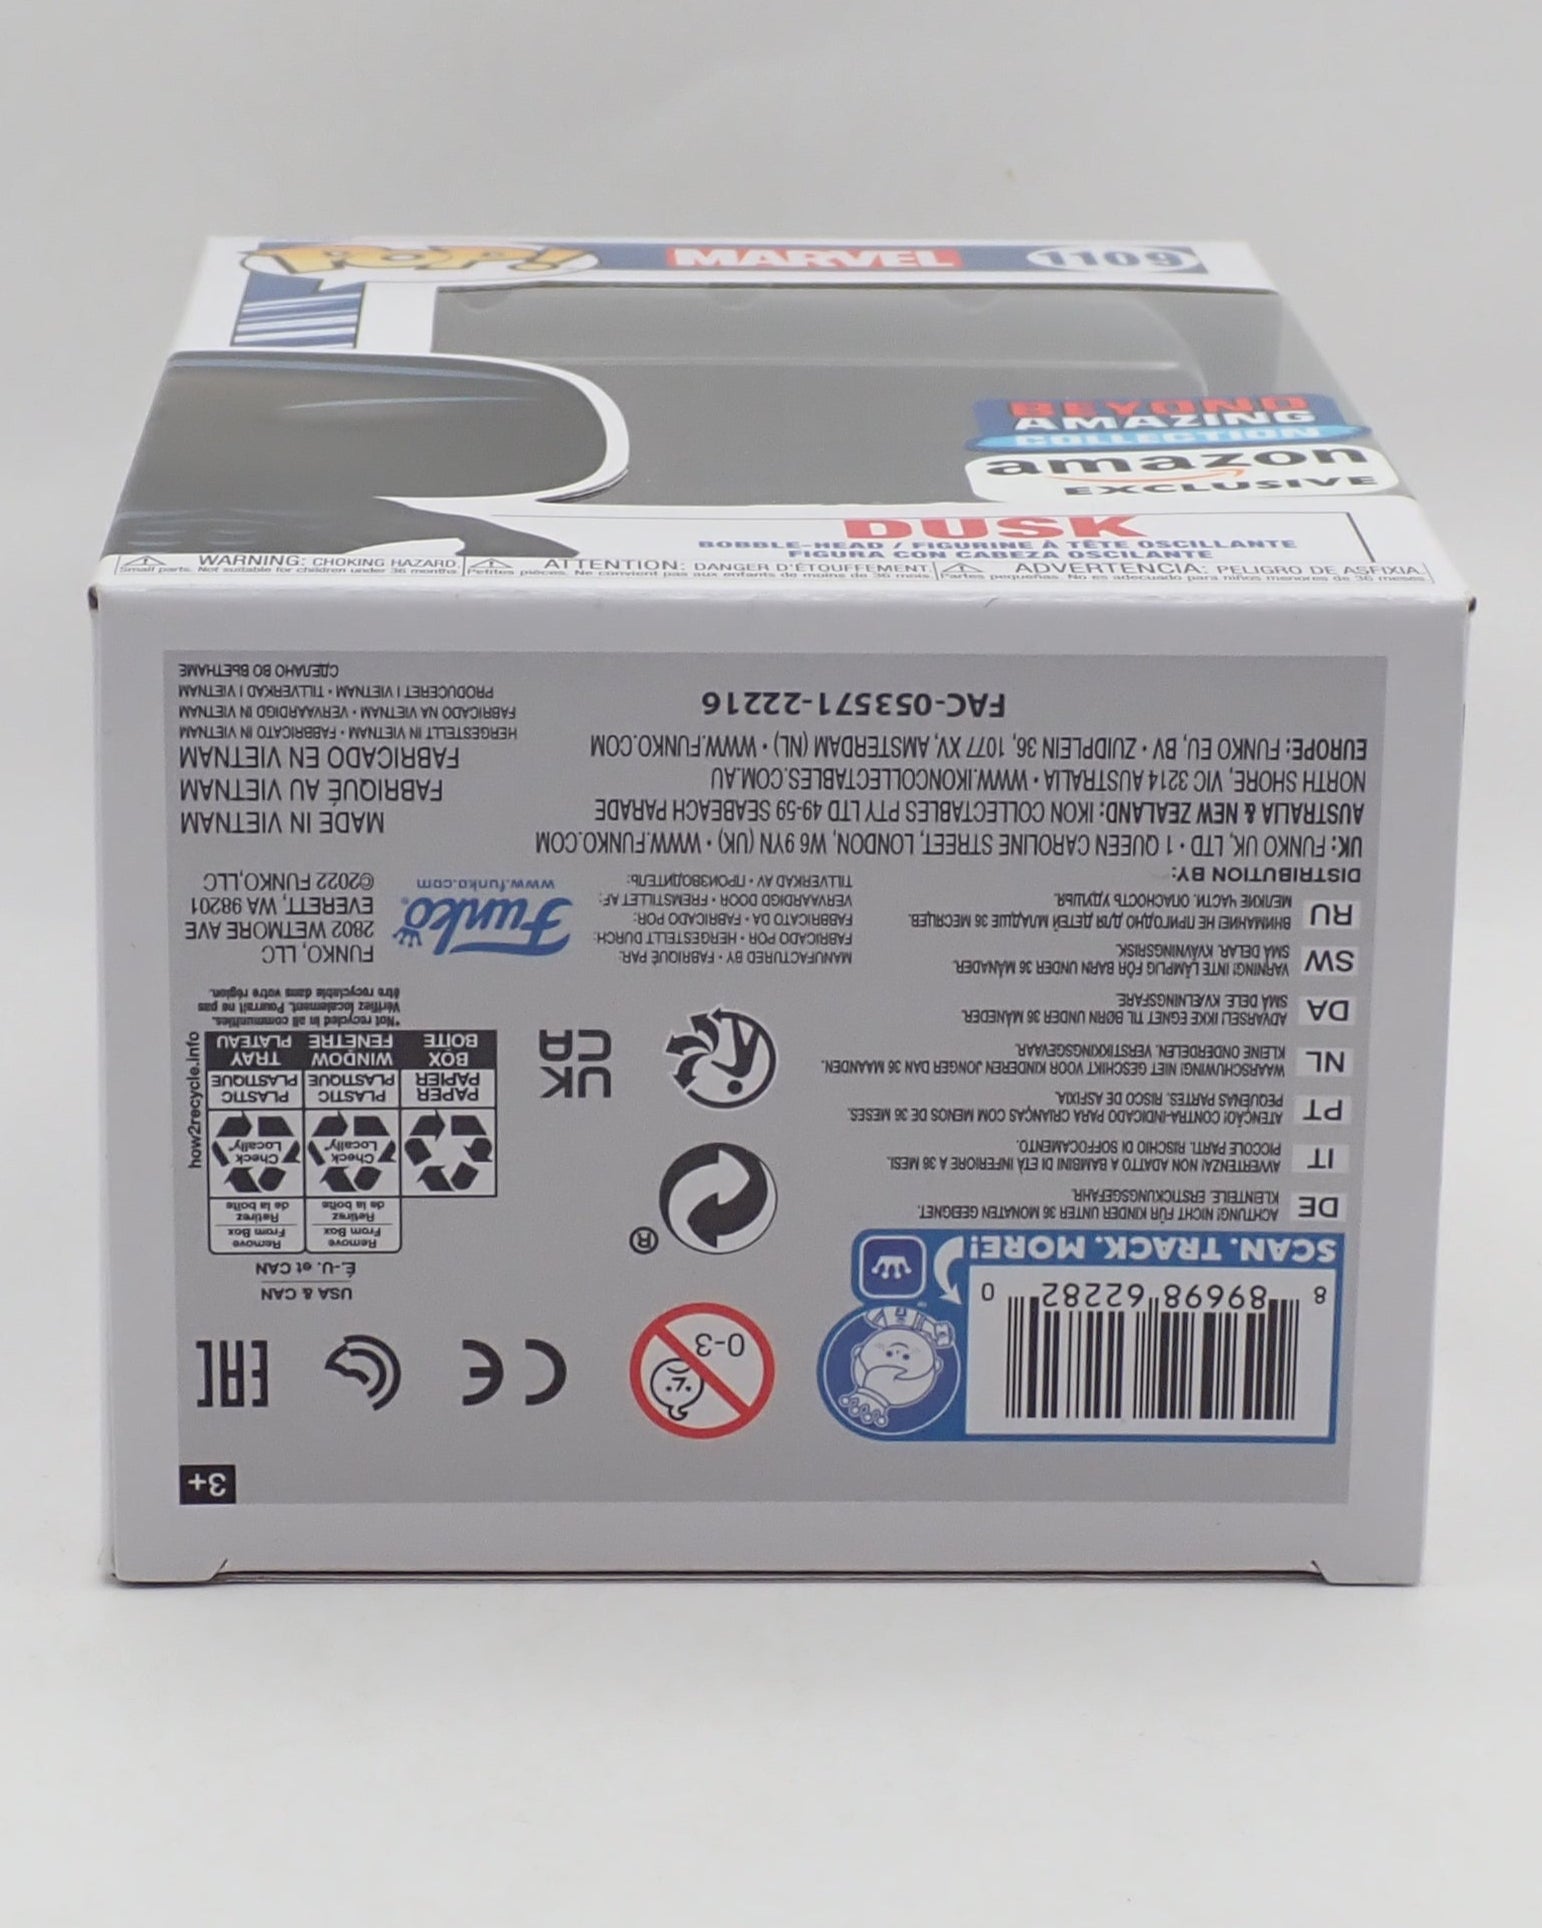 POP!
MARVEL
1109
BEYOND
AMAZING
COLLECTION
amazon
EXCLUSIVE
DUSK
BOBBLE-HEAD / FIGURINE À TÊTE OSCILLANTE
FIGURA CON CABEZA OSCILANTE
WARNING: CHOKING HAZARD.
Small parts. Not suitable for children under 36 months.
ATTENTION: DANGER D'ÉTOUFFEMENT.
Petites pièces. Ne convient pas aux enfants de moins de 36 mois.
ADVERTENCIA: PELIGRO DE ASFIXIA.
Partes pequeñas. No es adecuado para niños menores de 36 meses
3+
8 89698 62282 0
SCAN. TRACK. MORE!
0-3
CE
EAC
USA & CAN
É.-U. et CAN
DE
ACHTUNG! NICHT FÜR KINDER UNTER 36 MONATEN GEEIGNET.
KLEINTEILE. ERSTICKUNGSGEFAHR.
IT
AVVERTENZA! NON ADATTO A BAMBINI DI ETÀ INFERIORE A 36 MESI.
PICCOLE PARTI. RISCHIO DI SOFFOCAMENTO.
PT
ATENÇÃO! CONTRA-INDICADO PARA CRIANÇAS COM MENOS DE 36 MESES.
PEQUENAS PARTES. RISCO DE ASFIXIA.
NL
WAARSCHUWING! NIET GESCHIKT VOOR KINDEREN JONGER DAN 36 MAANDEN.
KLEINE ONDERDELEN. VERSTIKKINGSGEVAAR.
DA
ADVARSEL! IKKE EGNET TIL BØRN UNDER 36 MÅNEDER.
SMÅ DELE. KVÆLNINGSFARE.
SW
VARNING! INTE LÄMPLIG FÖR BARN UNDER 36 MÅNADER.
SMÅ DELAR. KVÄVNINGSRISK.
RU
ВНИМАНИЕ! НЕ ПРИГОДНО ДЛЯ ДЕТЕЙ МЛАДШЕ 36 МЕСЯЦЕВ.
МЕЛКИЕ ЧАСТИ. ОПАСНОСТЬ УДУШЬЯ.
®
UK
CA
Remove
From Box
Retirez
de la boîte
Remove
From Box
Retirez
de la boîte
Check
Locally*
Check
Locally*
PAPER
PAPIER
PLASTIC
PLASTIQUE
PLASTIC
PLASTIQUE
BOX
BOÎTE
WINDOW
FENÊTRE
TRAY
PLATEAU
how2recycle.info
*Not recycled in all communities.
Vérifiez localement. Pourrait ne pas
être recyclable dans votre région.
MANUFACTURED BY • FABRIQUÉ PAR:
FABRICADO POR • HERGESTELLT DURCH:
FABBRICATO DA • FABRICADO POR:
VERVAARDIGD DOOR • FREMSTILLET AF:
TILLVERKAD AV • ПРОИЗВОДИТЕЛЬ:
Funko®
www.funko.com
FUNKO, LLC
2802 WETMORE AVE
EVERETT, WA 98201
©2022 FUNKO,LLC
DISTRIBUTION BY:
UK: FUNKO UK, LTD • 1 QUEEN CAROLINE STREET, LONDON, W6 9YN (UK) • WWW.FUNKO.COM
AUSTRALIA & NEW ZEALAND: IKON COLLECTABLES PTY LTD 49-59 SEABEACH PARADE
NORTH SHORE, VIC 3214 AUSTRALIA • WWW.IKONCOLLECTABLES.COM.AU
EUROPE: FUNKO EU, BV • ZUIDPLEIN 36, 1077 XV, AMSTERDAM (NL) • WWW.FUNKO.COM
FAC-053571-22216
MADE IN VIETNAM
FABRIQUÉ AU VIETNAM
FABRICADO EN VIETNAM
HERGESTELLT IN VIETNAM • FABBRICATO IN VIETNAM
FABRICADO NA VIETNAM • VERVAARDIGD IN VIETNAM
PRODUCERET I VIETNAM • TILLVERKAD I VIETNAM
СДЕЛАНО ВО ВЬЕТНАМЕ